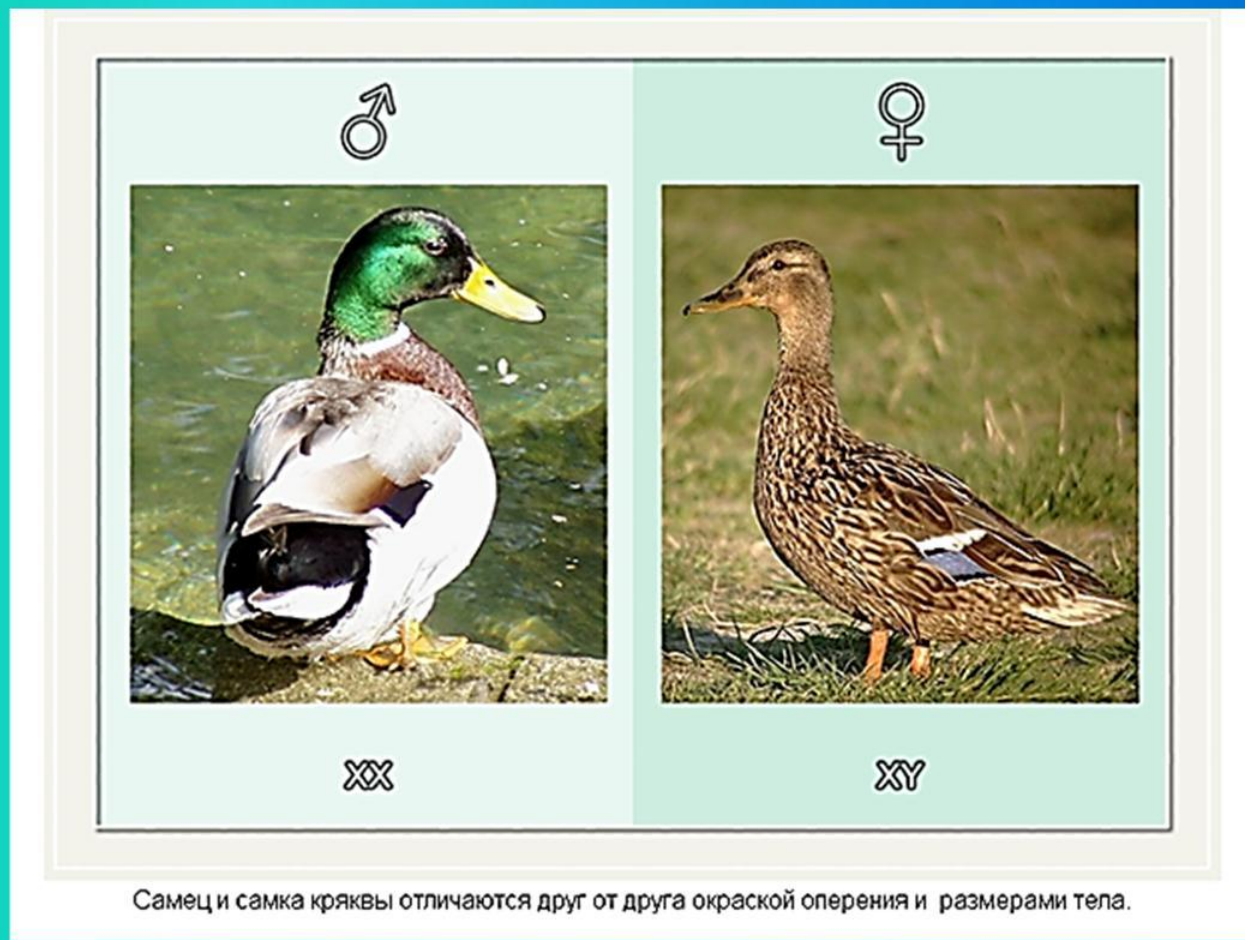 ♂ ♀
XX XY
Самец и самка кряквы отличаются друг от друга окраской оперения и размерами тела.